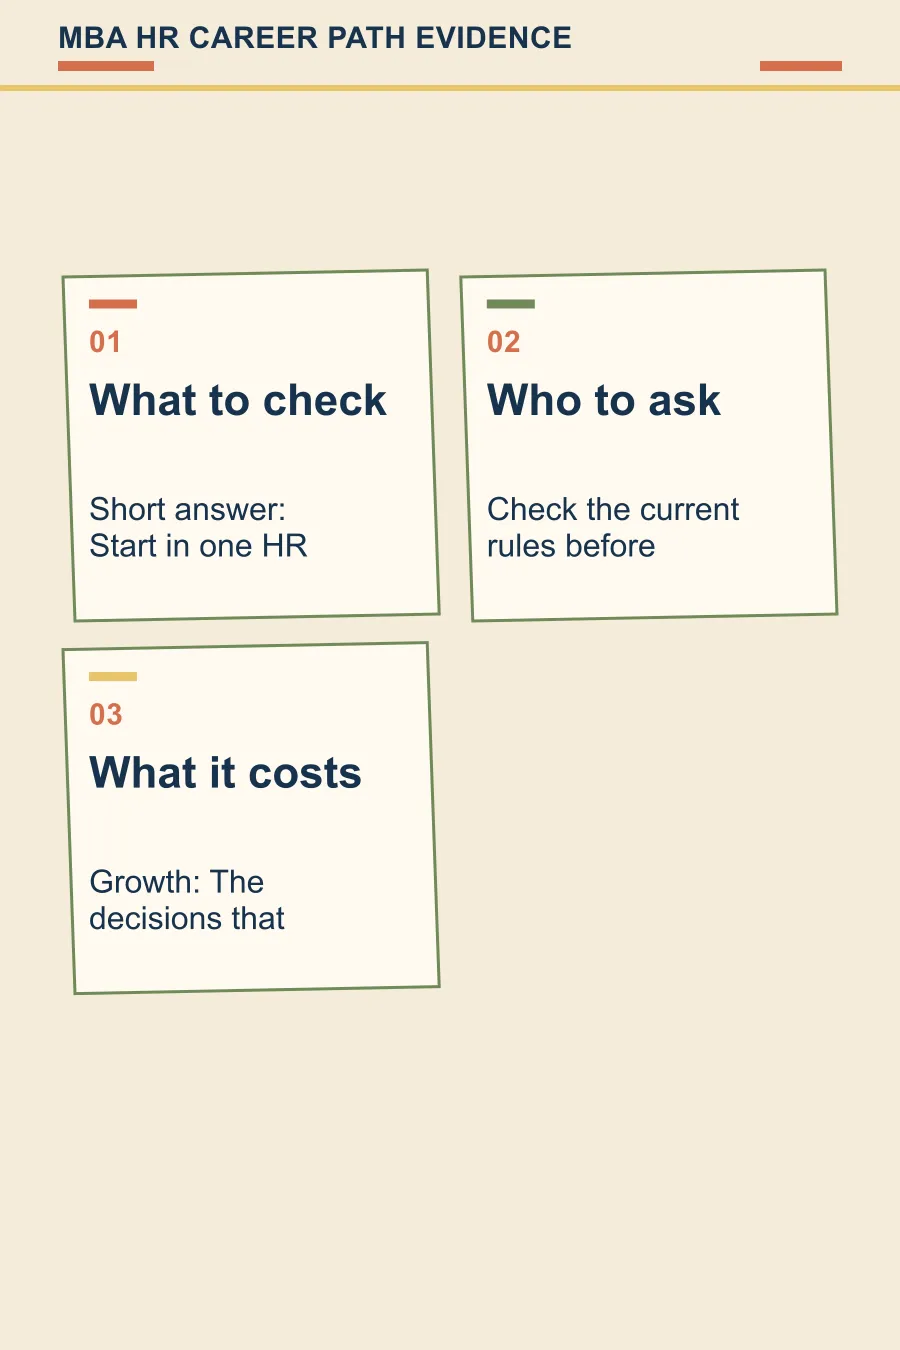 MBA HR CAREER PATH EVIDENCE
01
What to check
Short answer:
Start in one HR
02
Who to ask
Check the current
rules before
03
What it costs
Growth: The
decisions that